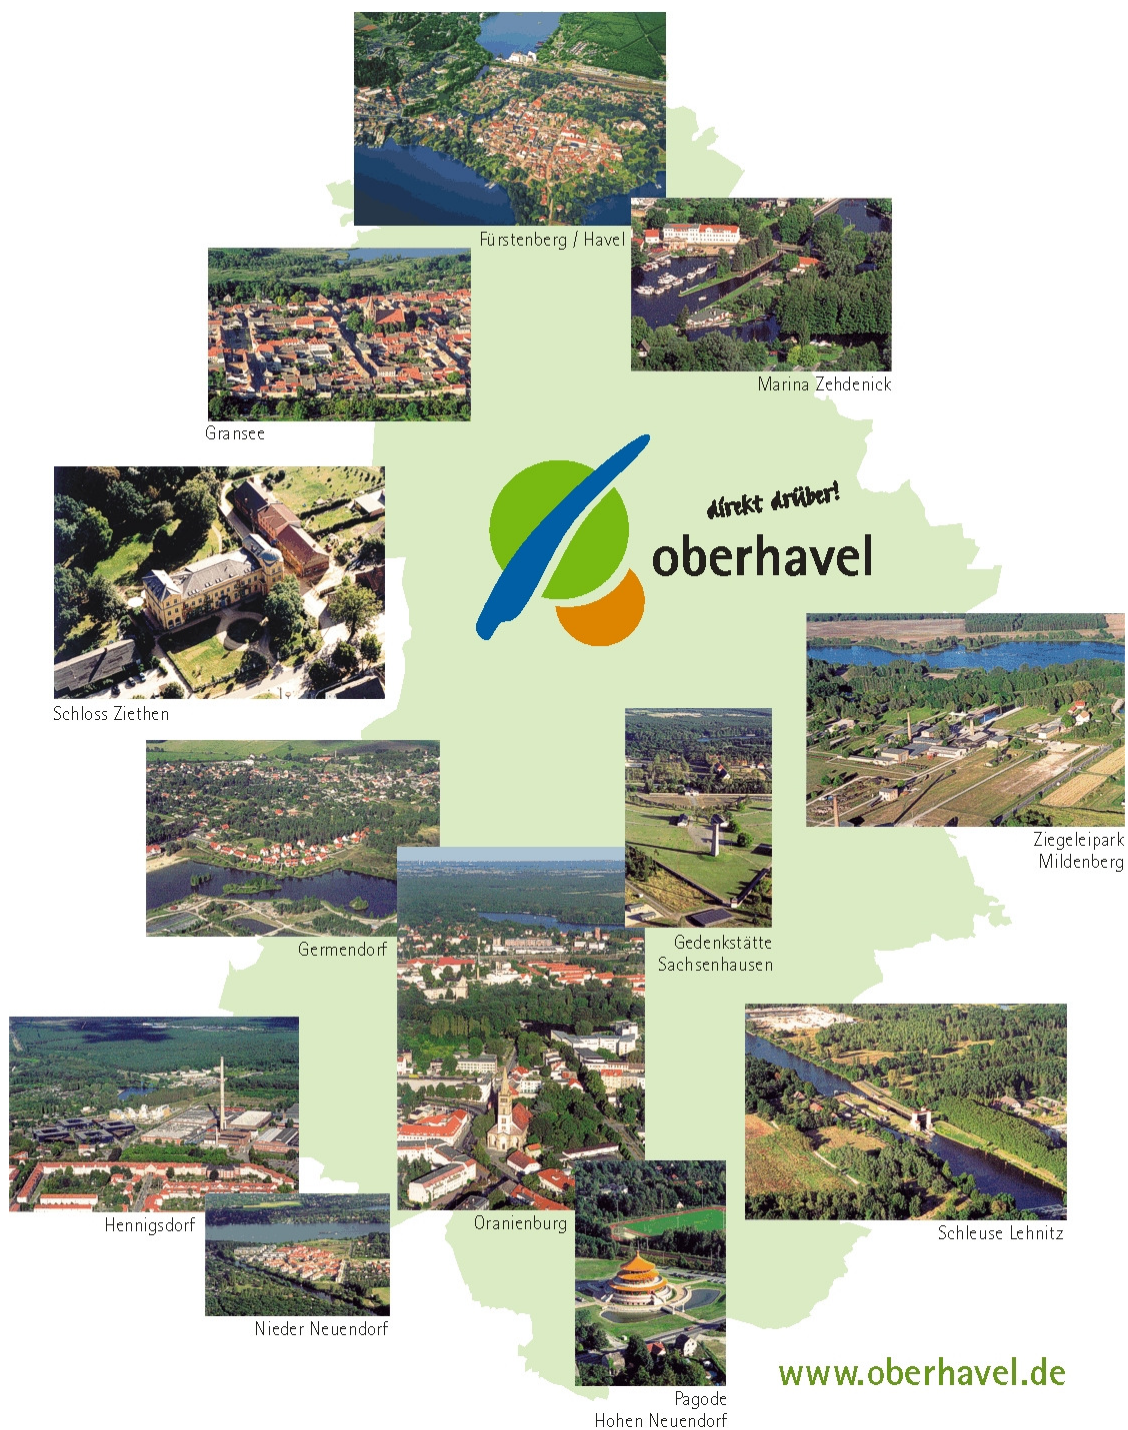 Fürstenberg / Havel
Marina Zehdenick
Gransee
direkt drüber!
oberhavel
Schloss Ziethen
Ziegeleipark
Mildenberg
Germendorf
Gedenkstätte
Sachsenhausen
Hennigsdorf
Oranienburg
Schleuse Lehnitz
Nieder Neuendorf
www.oberhavel.de
Pagode
Hohen Neuendorf